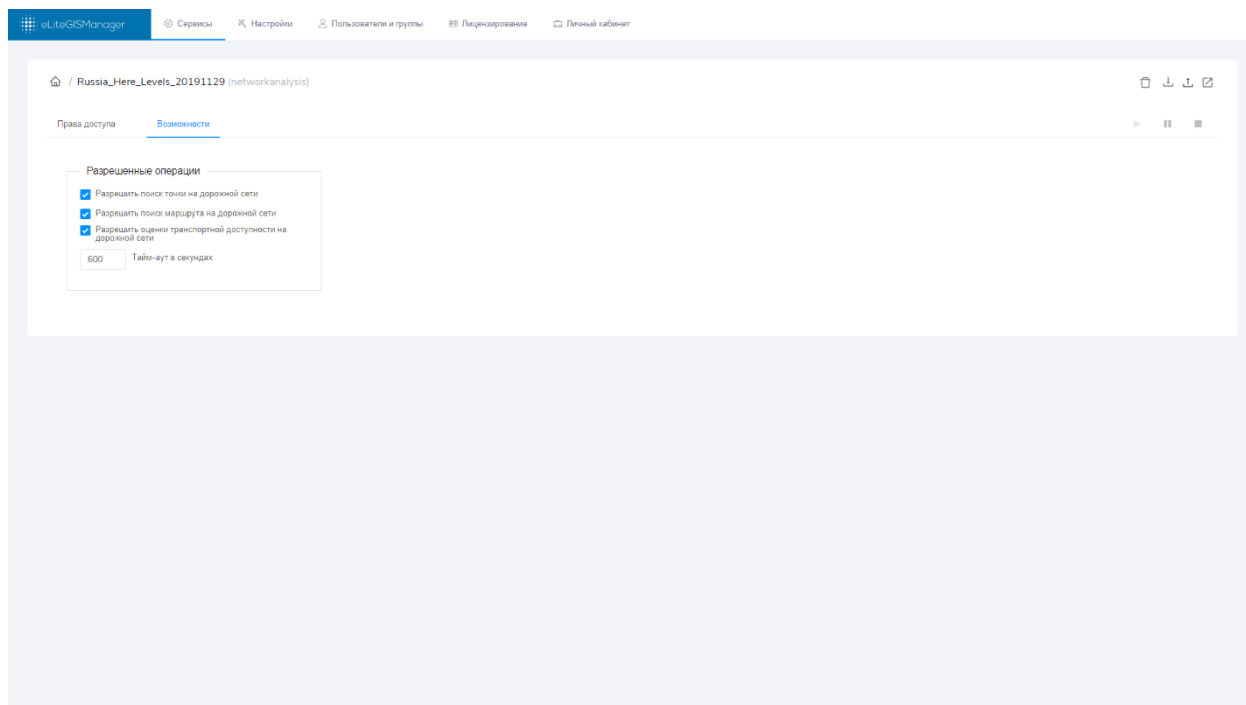 eLiteGISManager Сервисы Настройки Пользователи и группы Лицензирование Личный кабинет
/ Russia_Here_Levels_20191129 (networkanalysis)
Права доступа Возможности
Разрешенные операции
Разрешить поиск точки на дорожной сети
Разрешить поиск маршрута на дорожной сети
Разрешить оценки транспортной доступности на
дорожной сети
600 Тайм-аут в секундах